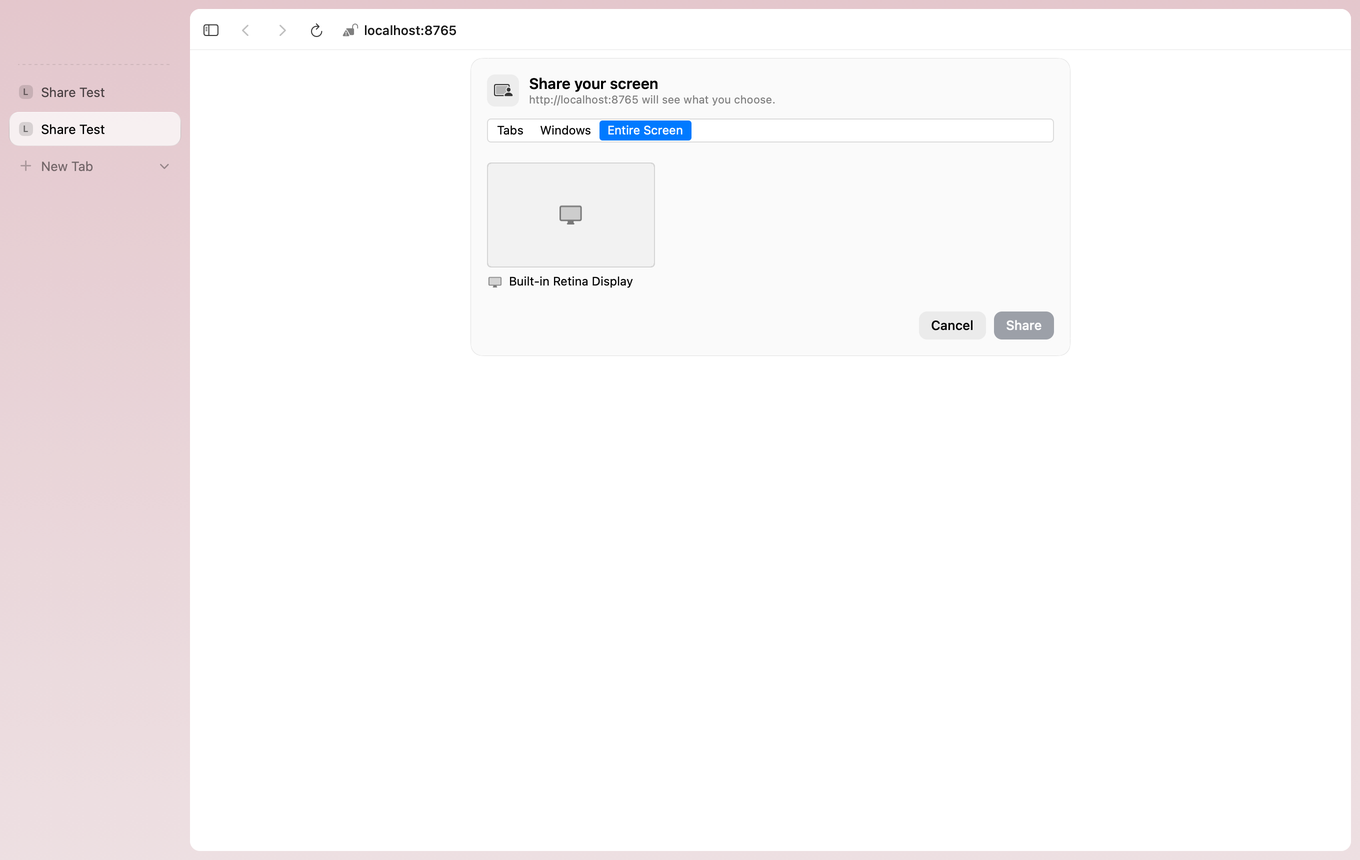 localhost:8765
L Share Test
L Share Test
New Tab
Share your screen
http://localhost:8765 will see what you choose.
Tabs Windows Entire Screen
Built-in Retina Display
Cancel Share